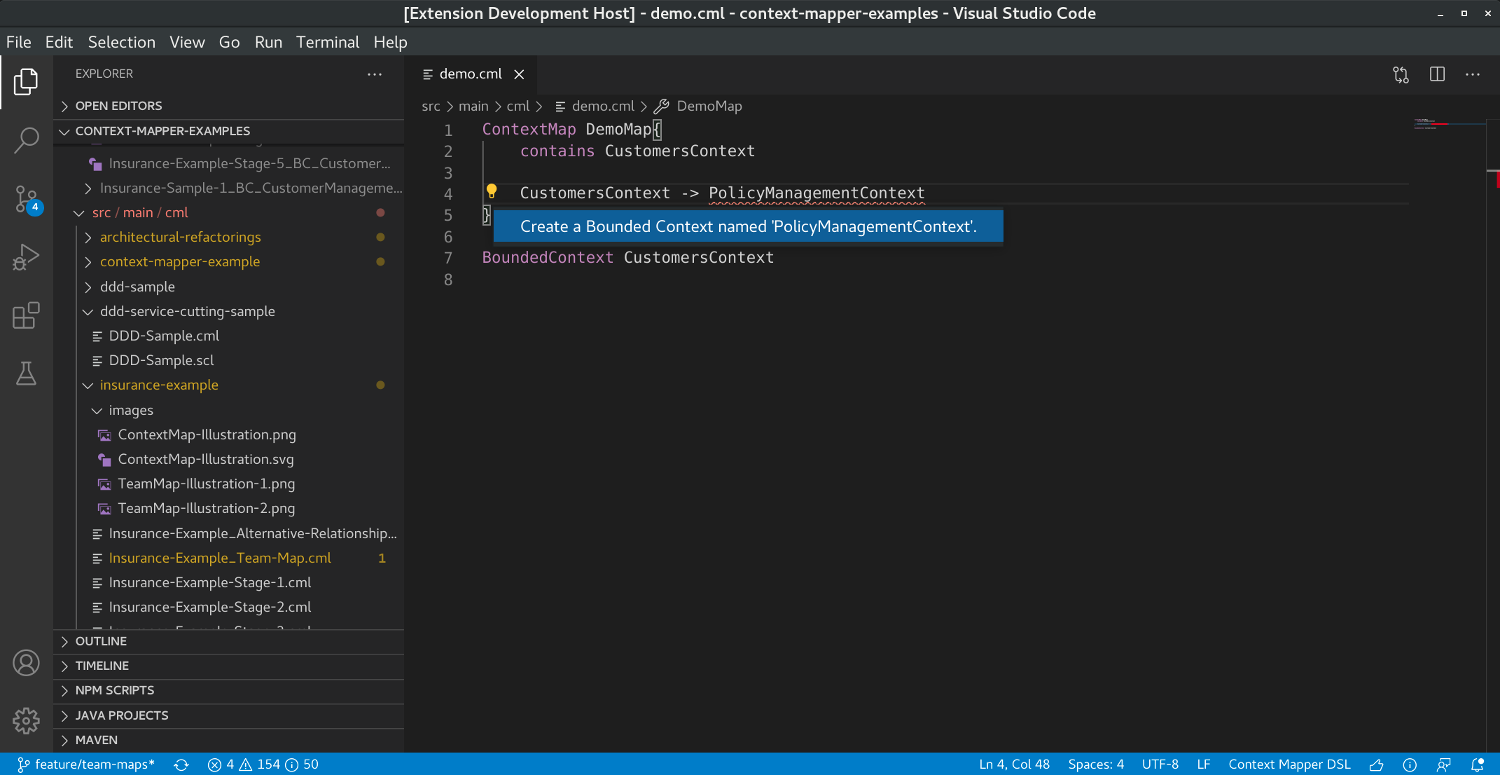 [Extension Development Host] - demo.cml - context-mapper-examples - Visual Studio Code
File Edit Selection View Go Run Terminal Help
EXPLORER
OPEN EDITORS
CONTEXT-MAPPER-EXAMPLES
Insurance-Example-Stage-5_BC_Customer...
Insurance-Sample-1_BC_CustomerManageme...
src / main / cml
architectural-refactorings
context-mapper-example
ddd-sample
ddd-service-cutting-sample
DDD-Sample.cml
DDD-Sample.scl
insurance-example
images
ContextMap-Illustration.png
ContextMap-Illustration.svg
TeamMap-Illustration-1.png
TeamMap-Illustration-2.png
Insurance-Example_Alternative-Relationship...
Insurance-Example_Team-Map.cml 1
Insurance-Example-Stage-1.cml
Insurance-Example-Stage-2.cml
OUTLINE
TIMELINE
NPM SCRIPTS
JAVA PROJECTS
MAVEN
4
demo.cml
src > main > cml > demo.cml > DemoMap
1 ContextMap DemoMap{
2 contains CustomersContext
3
4 CustomersContext -> PolicyManagementContext
5 }
Create a Bounded Context named 'PolicyManagementContext'.
6
7 BoundedContext CustomersContext
8
feature/team-maps* 4 154 50 Ln 4, Col 48 Spaces: 4 UTF-8 LF Context Mapper DSL